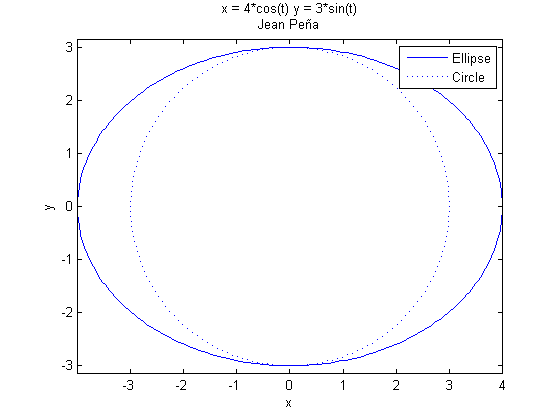 x = 4*cos(t) y = 3*sin(t)
Jean Peña
Ellipse
Circle
3
2
1
0
-1
-2
-3
y
-3
-2
-1
0
1
2
3
4
x